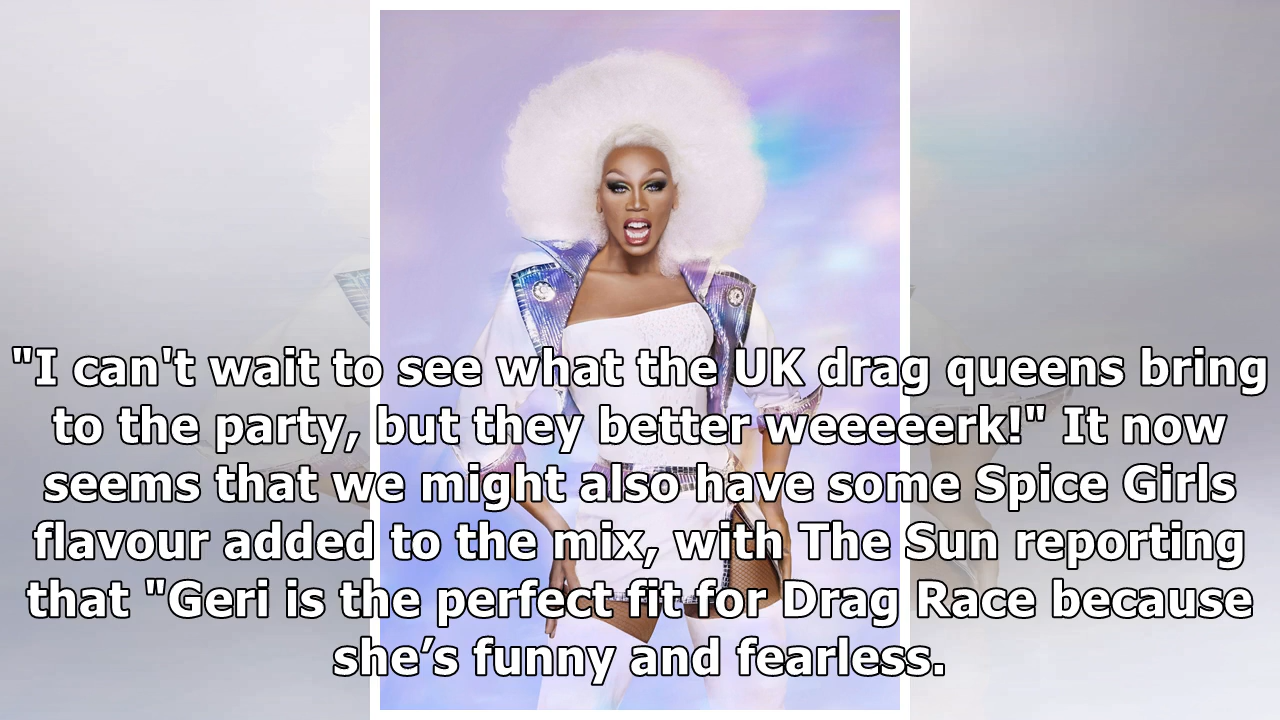 "I can't wait to see what the UK drag queens bring
to the party, but they better weeeeerk!" It now
seems that we might also have some Spice Girls
flavour added to the mix, with The Sun reporting
that "Geri is the perfect fit for Drag Race because
she’s funny and fearless.